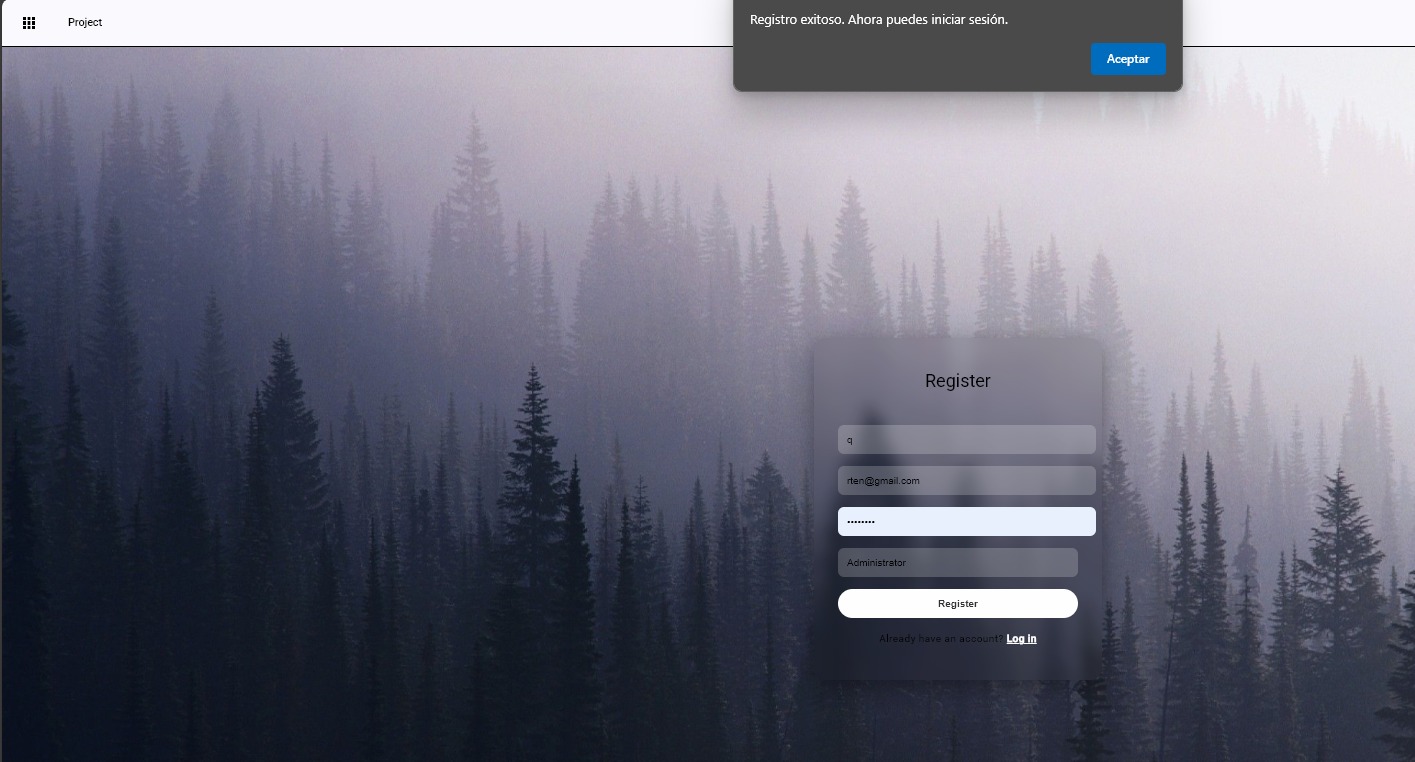 Project
Registro exitoso. Ahora puedes iniciar sesión.
Aceptar
Register
q
rten@gmail.com
••••••••
Administrator
Register
Already have an account? Log in